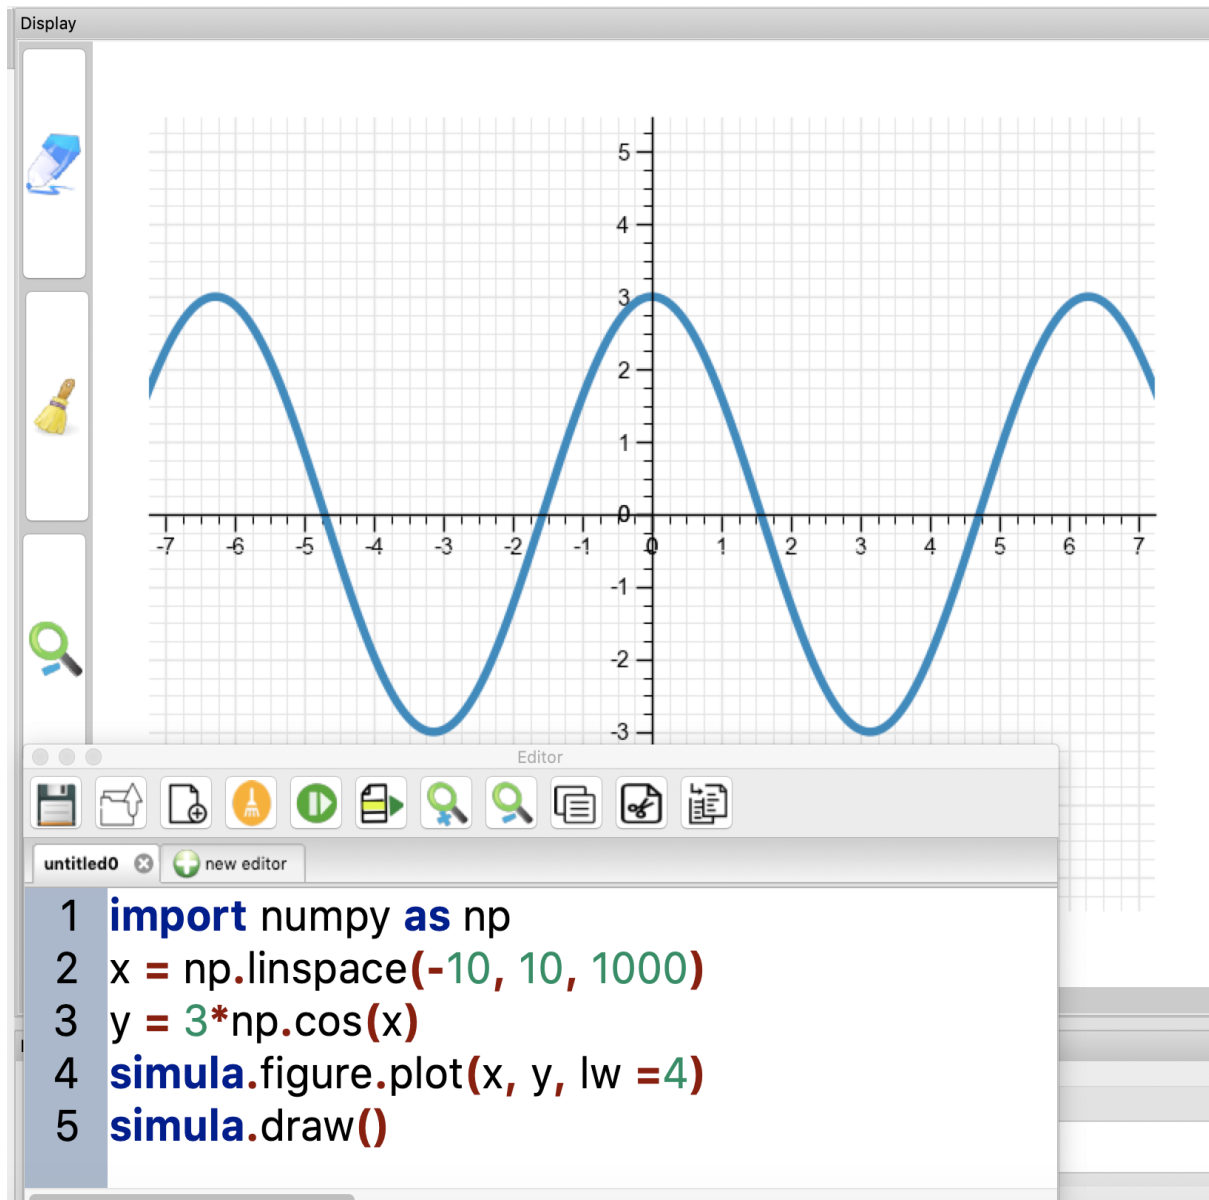 Display
5
4
3
2
1
0
-7 -6 -5 -4 -3 -2 -1 0 1 2 3 4 5 6 7
-1
-2
-3
Editor
untitled0 new editor
1 import numpy as np
2 x = np.linspace(-10, 10, 1000)
3 y = 3*np.cos(x)
4 simula.figure.plot(x, y, lw =4)
5 simula.draw()